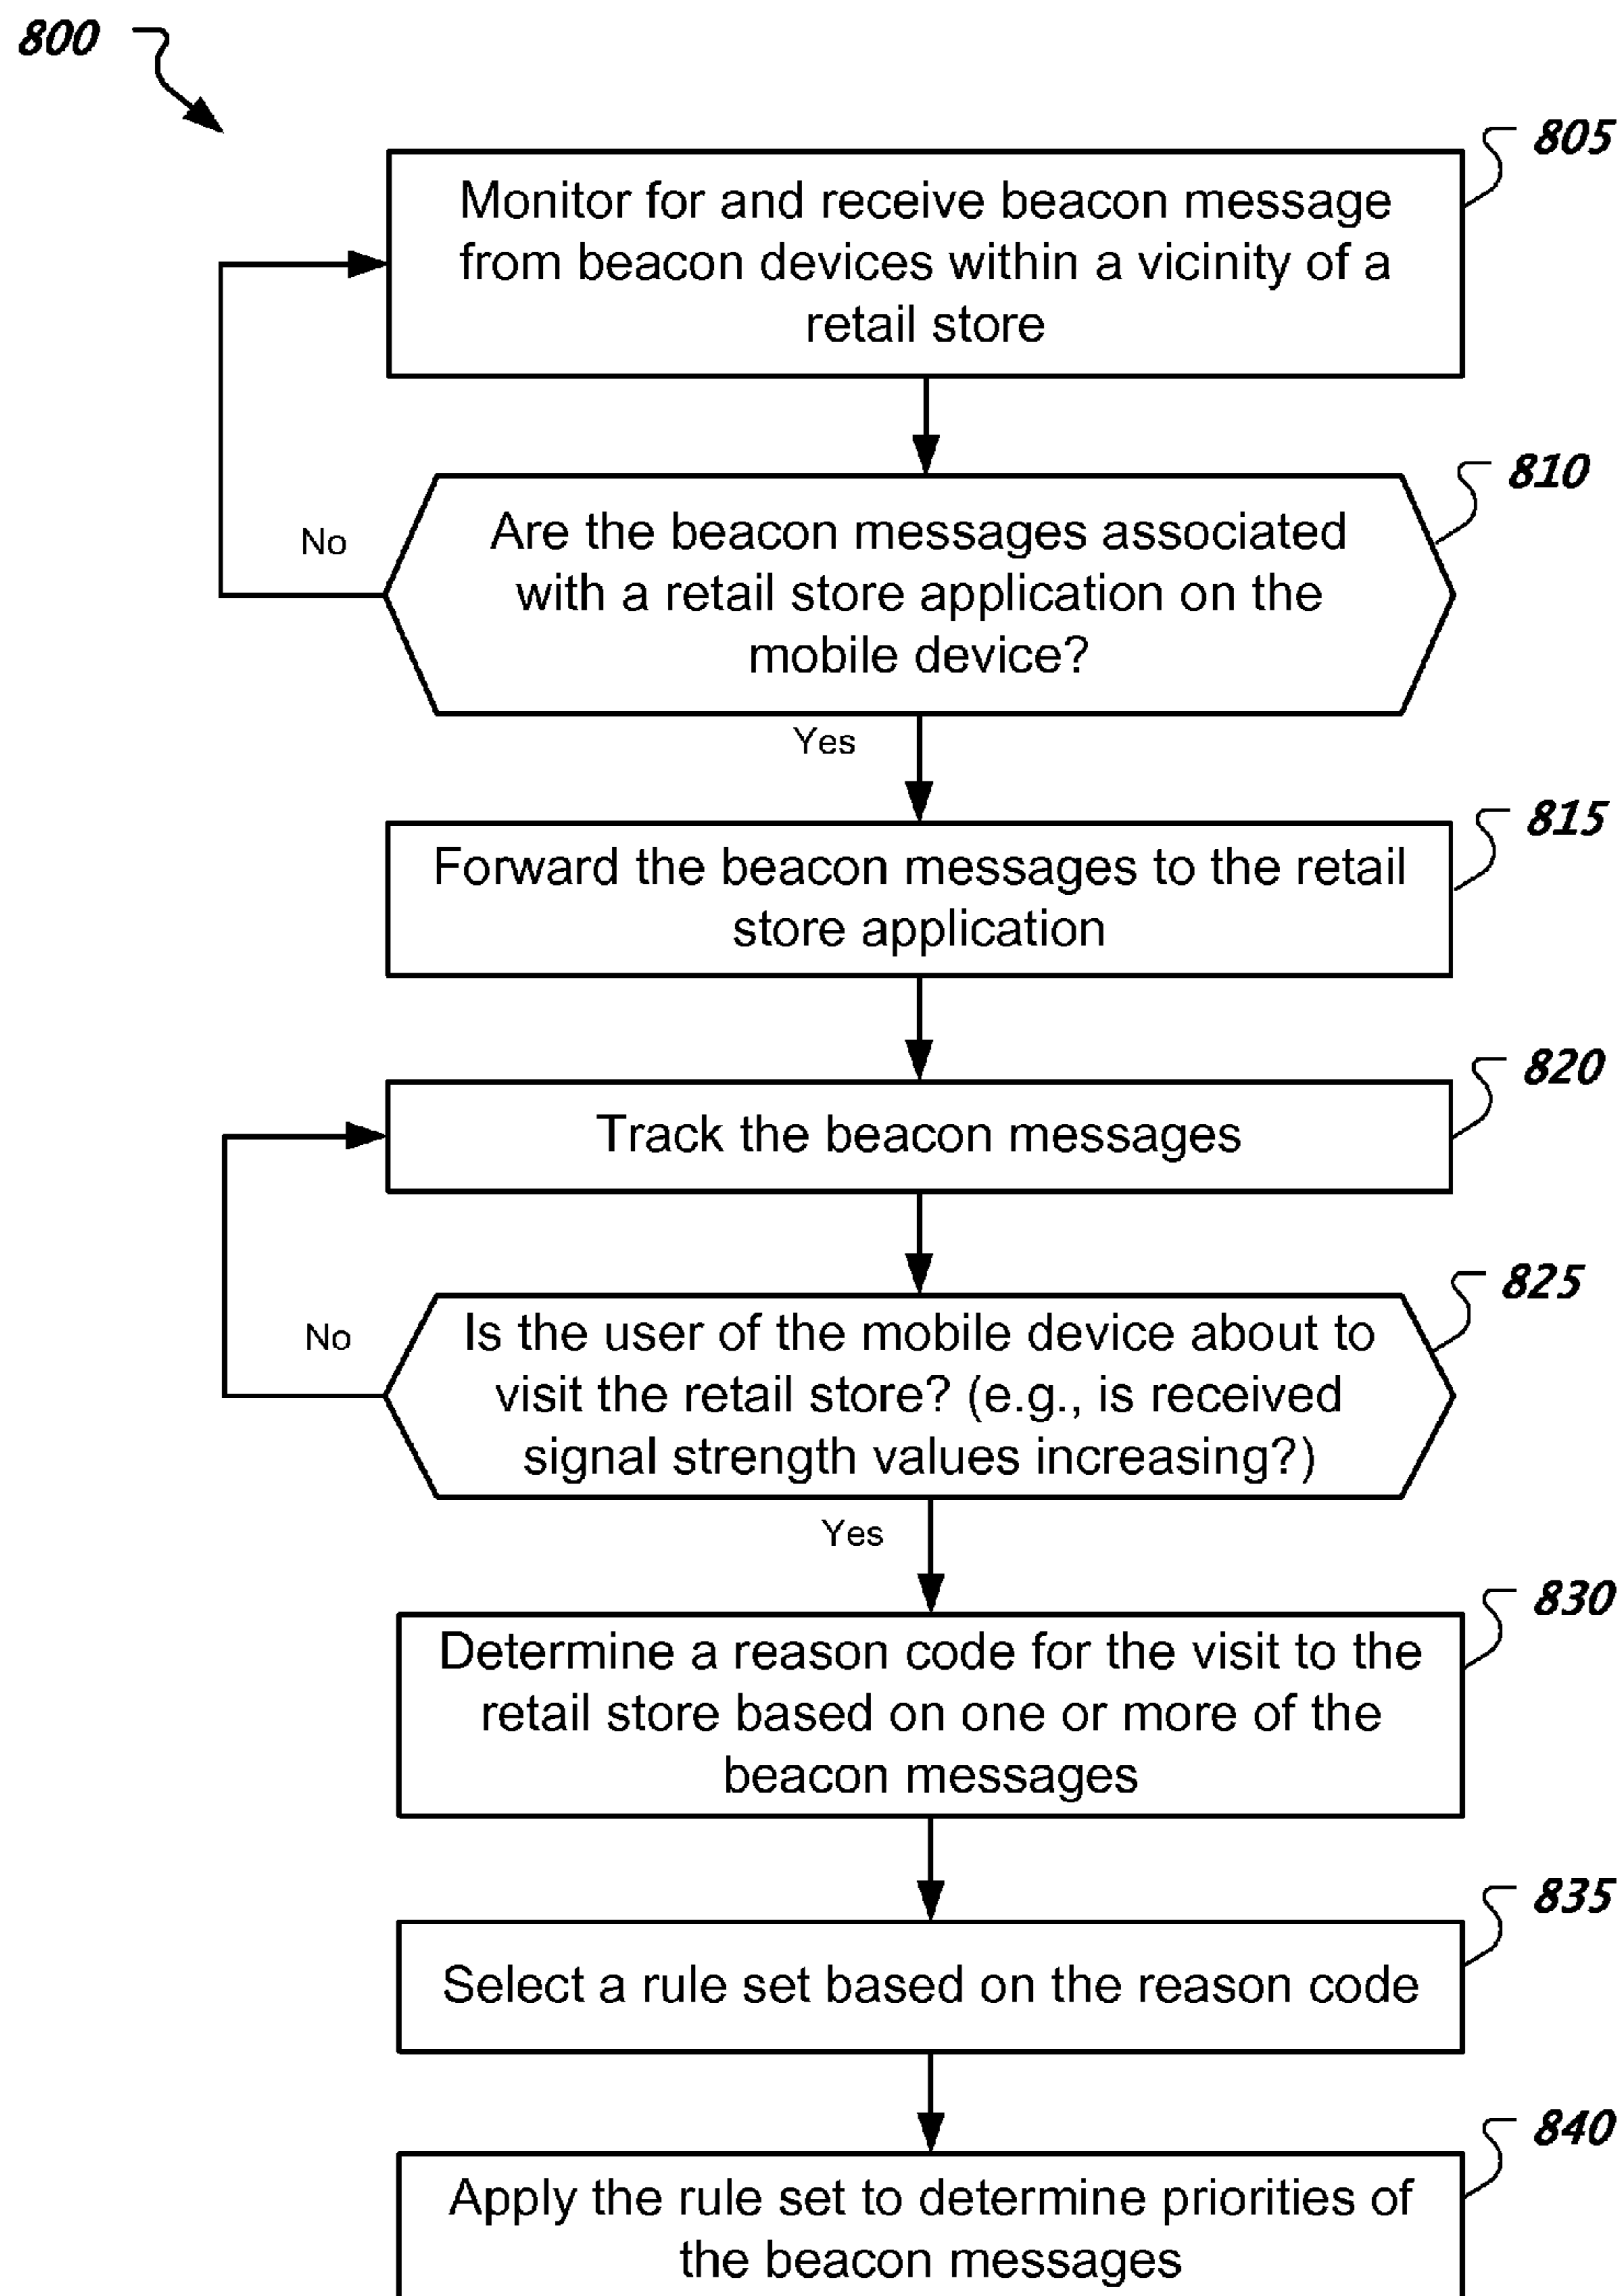 800
805
Monitor for and receive beacon message
from beacon devices within a vicinity of a
retail store
810
No
Are the beacon messages associated
with a retail store application on the
mobile device?
Yes
815
Forward the beacon messages to the retail
store application
820
Track the beacon messages
825
No
Is the user of the mobile device about to
visit the retail store? (e.g., is received
signal strength values increasing?)
Yes
830
Determine a reason code for the visit to the
retail store based on one or more of the
beacon messages
835
Select a rule set based on the reason code
840
Apply the rule set to determine priorities of
the beacon messages